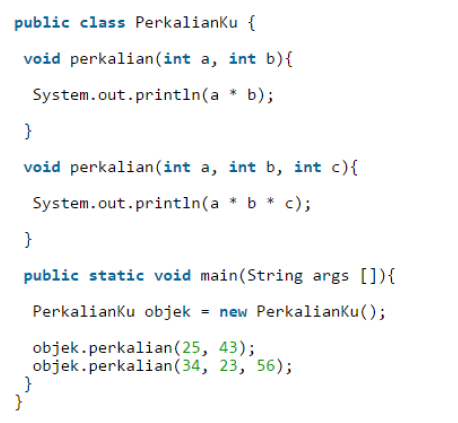 public class PerkalianKu {
void perkalian(int a, int b){
System.out.println(a * b);
}
void perkalian(int a, int b, int c){
System.out.println(a * b * c);
}
public static void main(String args []){
PerkalianKu objek = new PerkalianKu();
objek.perkalian(25, 43);
objek.perkalian(34, 23, 56);
}
}